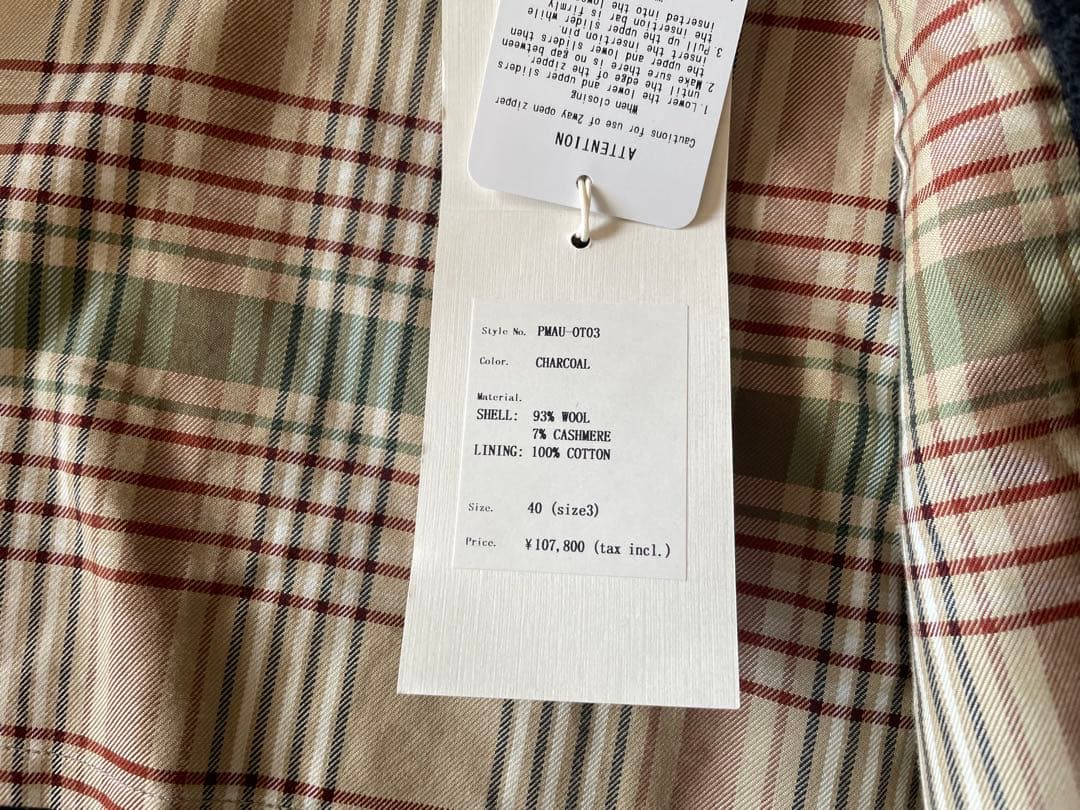 ATTENTION
Cautions for use of 2way open zipper
When closing
1. Lower the upper and lower sliders
until the edge of the zipper
2. Make sure there is no gap between
the upper and lower sliders then
insert the insertion pin.
3. Pull up the upper slider while
the insertion bar is firmly
inserted into the lowe
Style No. PMAU-OT03
Color. CHARCOAL
Material.
SHELL: 93% WOOL
7% CASHMERE
LINING: 100% COTTON
Size. 40 (size3)
Price. ¥107,800 (tax incl.)